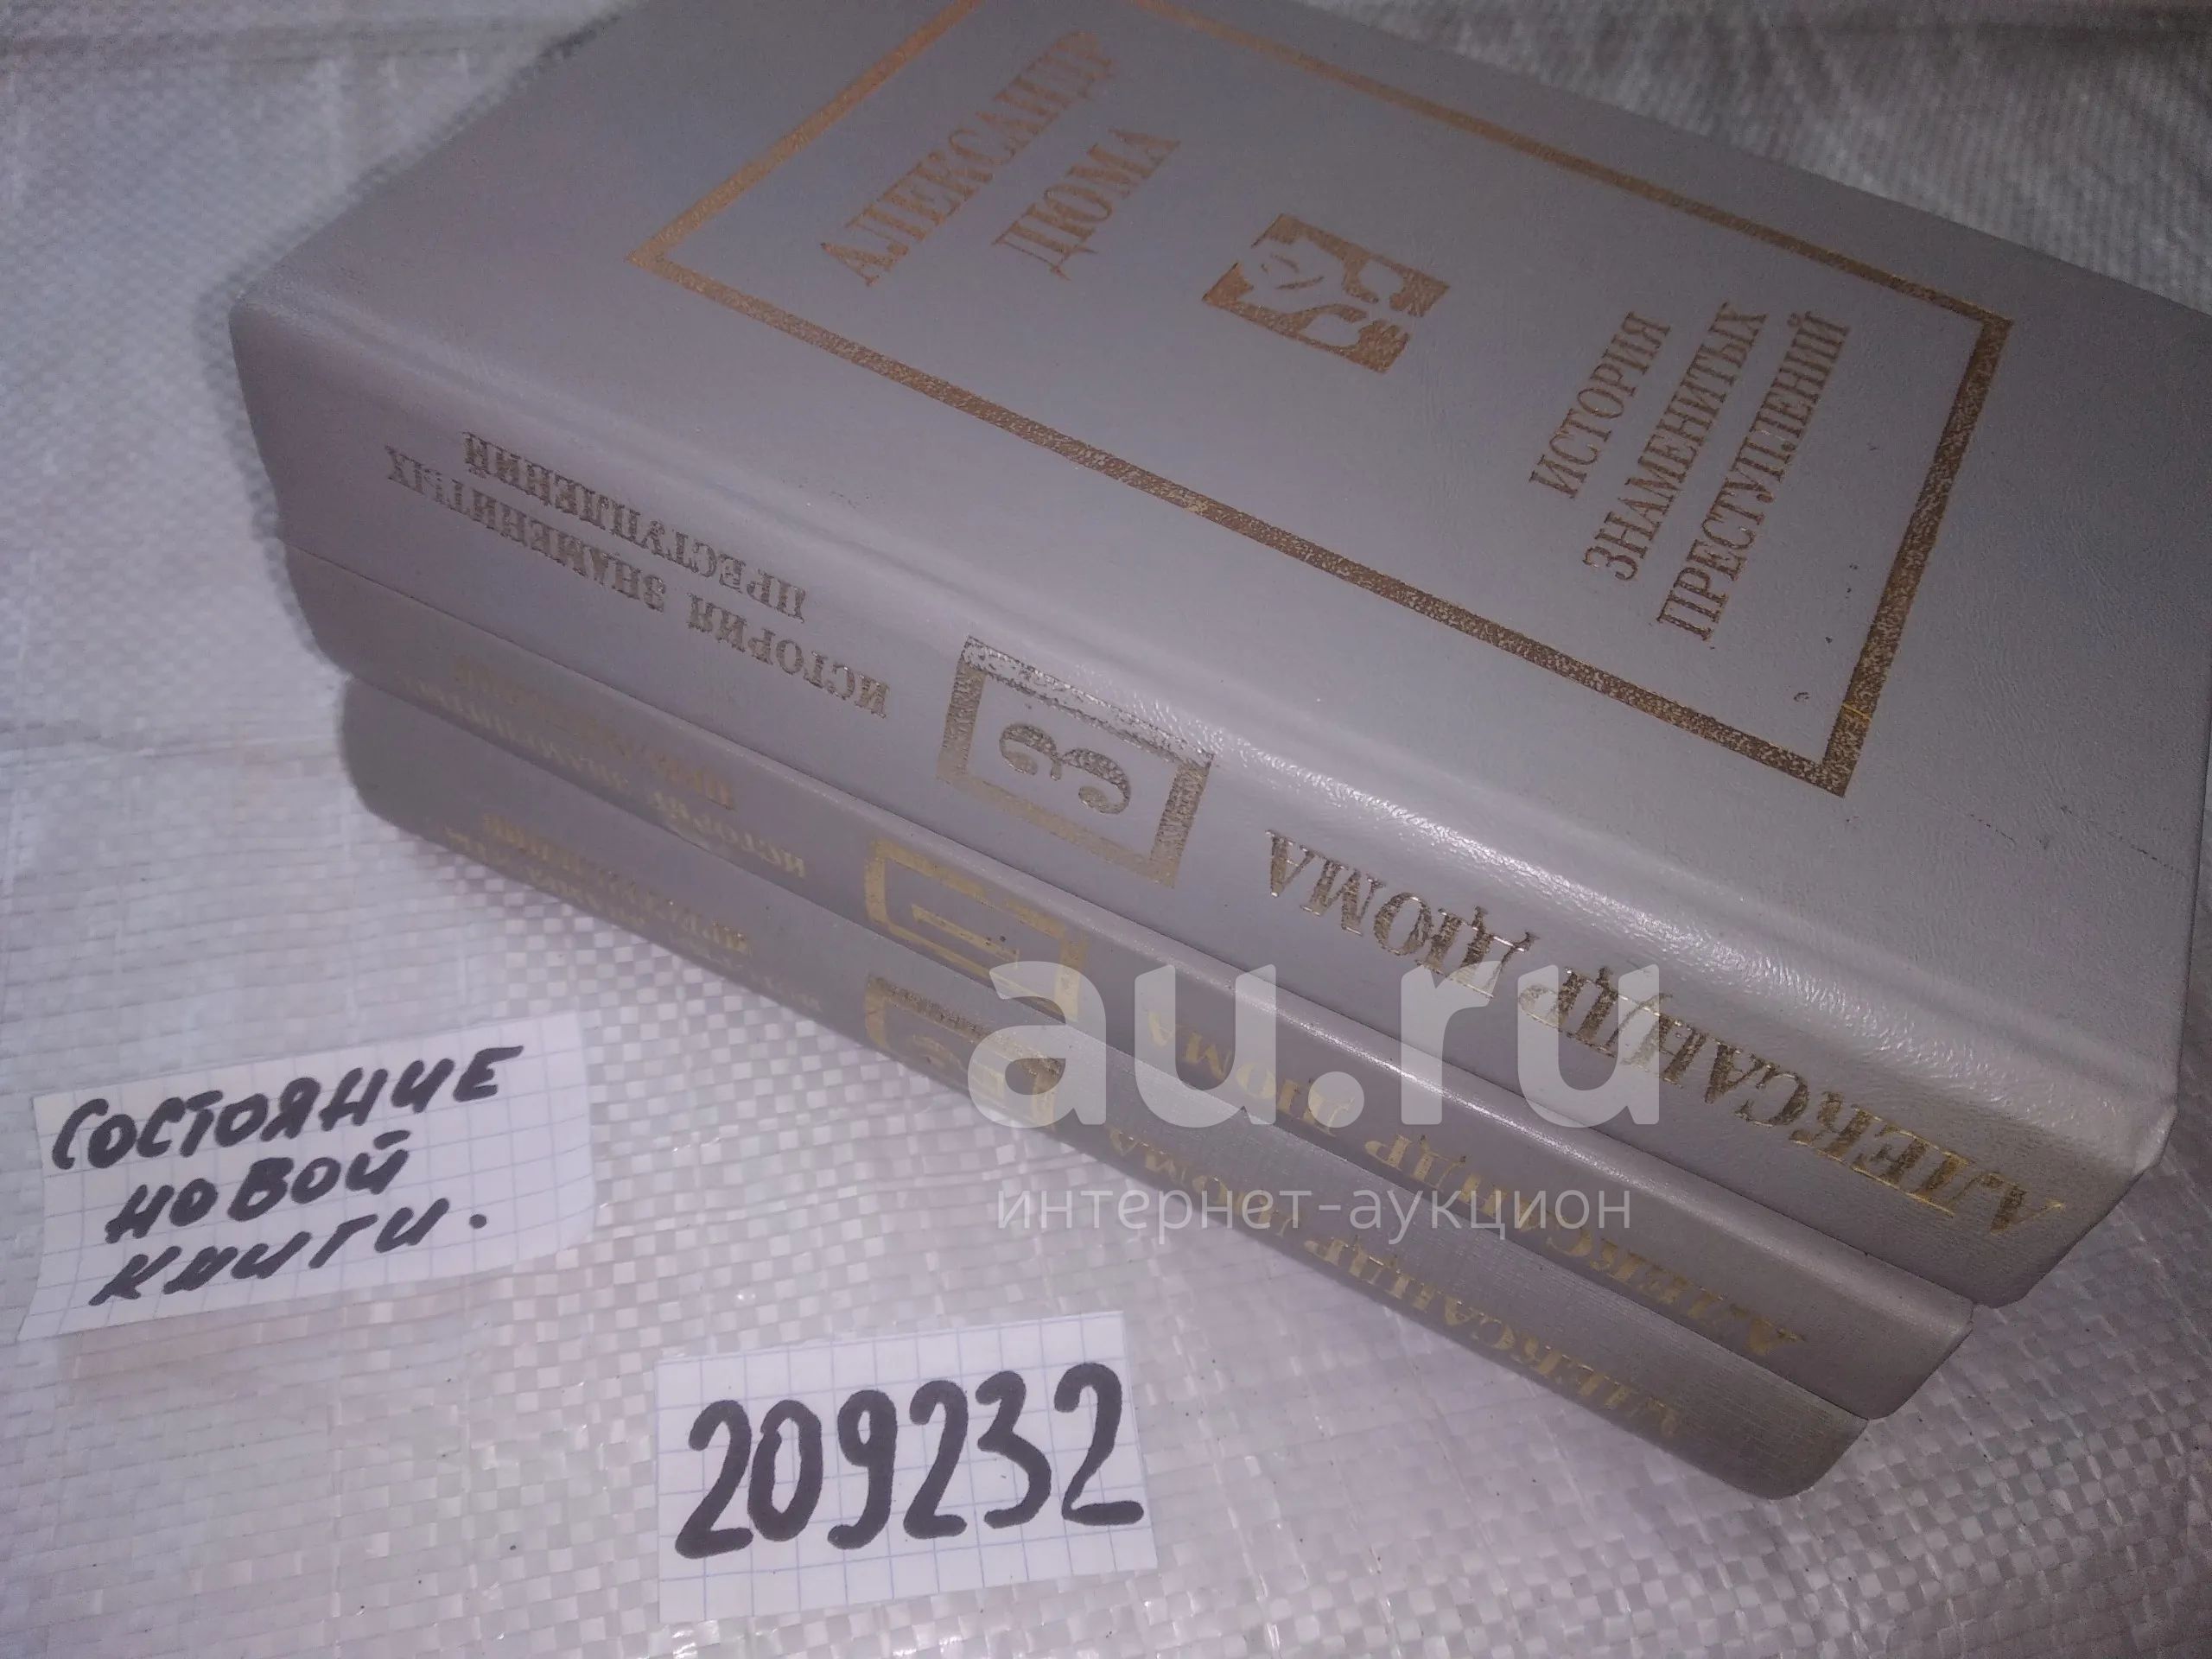 АЛЕКСАНДР
ДЮМА
ИСТОРИЯ
ЗНАМЕНИТЫХ
ПРЕСТУПЛЕНИЙ
АЛЕКСАНДР ДЮМА
3
ИСТОРИЯ ЗНАМЕНИТЫХ
ПРЕСТУПЛЕНИЙ
АЛЕКСАНДР ДЮМА
1
АЛЕКСАНДР ДЮМА
au.ru
интернет-аукцион
СОСТОЯНИЕ
НОВОЙ
КНИГИ.
209232